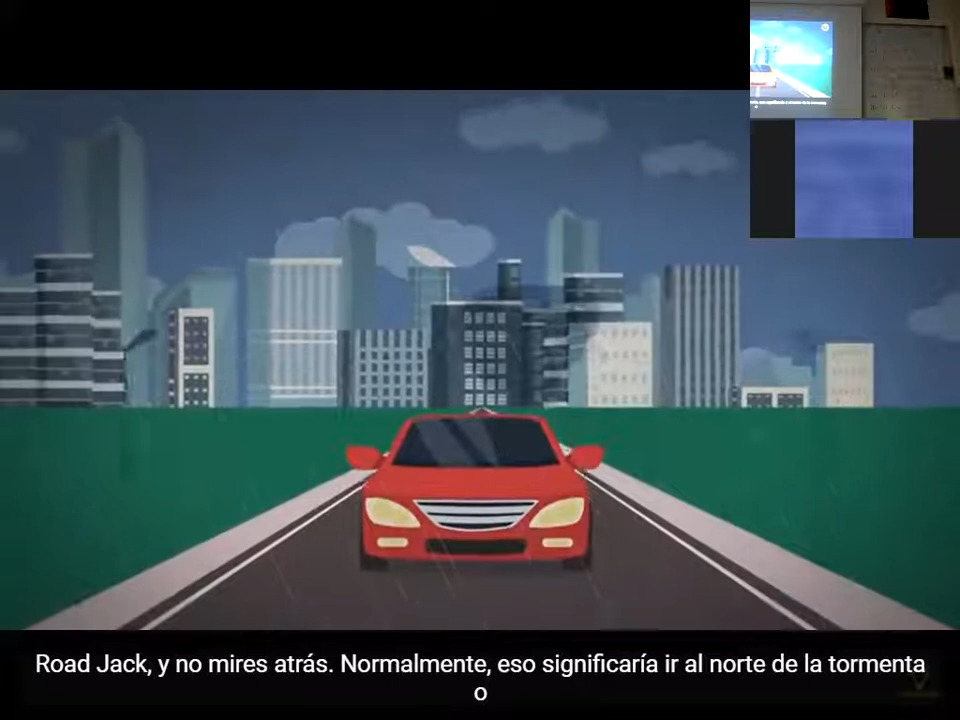 Road Jack, y no mires atrás. Normalmente, eso significaría ir al norte de la tormenta
o